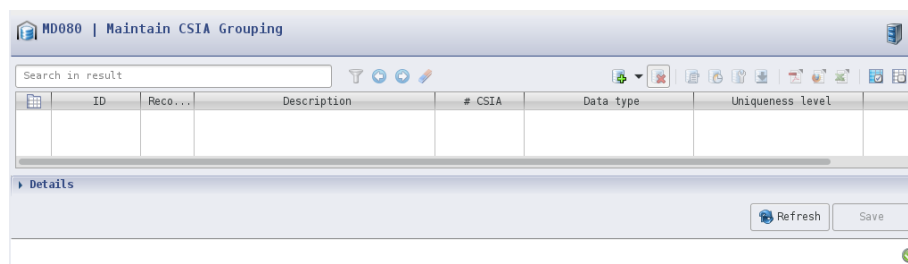 MD080 | Maintain CSIA Grouping
Search in result
ID Reco... Description # CSIA Data type Uniqueness level
Details
Refresh Save